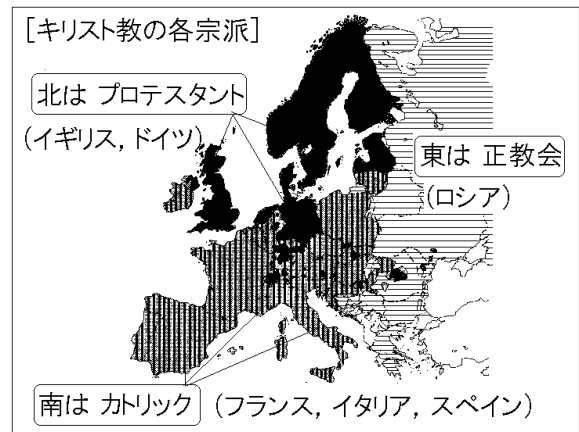 [キリスト教の各宗派]
北は プロテスタント
(イギリス, ドイツ)
東は 正教会
(ロシア)
南は カトリック (フランス, イタリア, スペイン)